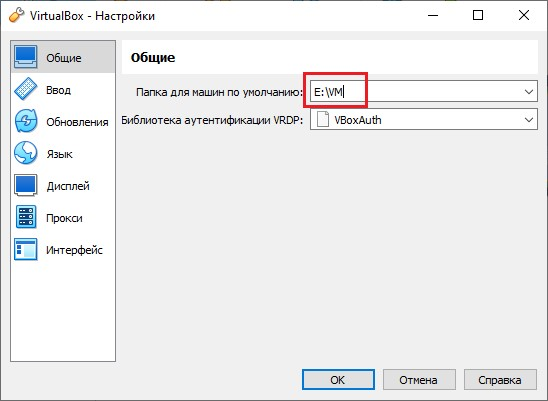 VirtualBox - Настройки
Общие
Ввод
Обновления
Язык
Дисплей
Прокси
Интерфейс
Общие
Папка для машин по умолчанию: E:\VM
Библиотека аутентификации VRDP: VBoxAuth
OK Отмена Справка